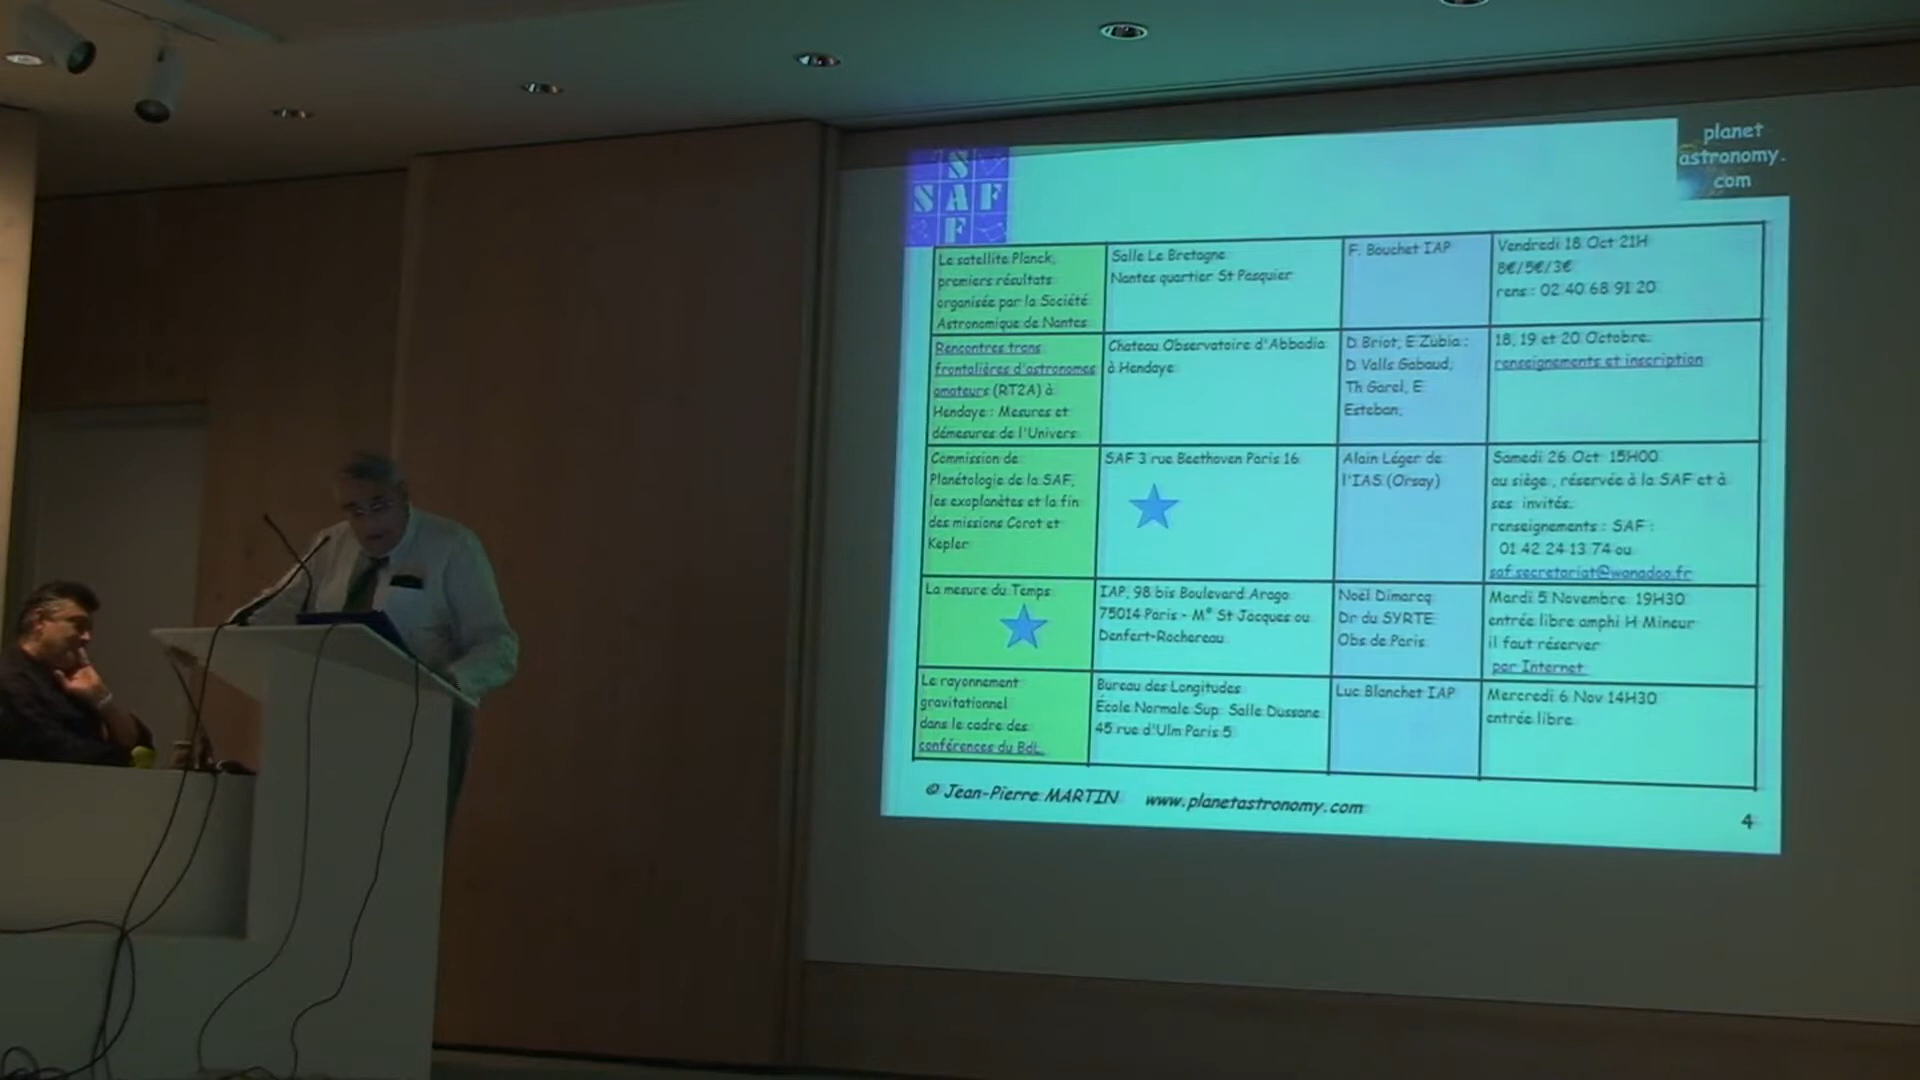 S
S A F
F
planet
astronomy.
com
Le satellite Planck,
premiers résultats
organisée par la Société
Astronomique de Nantes
Salle Le Bretagne
Nantes quartier St Pasquier
F. Bouchet IAP
Vendredi 18 Oct 21H
8€/5€/3€
rens : 02 40 68 91 20
Rencontres trans
frontalières d'astronomes
amateurs (RT2A) à
Hendaye : Mesures et
démesures de l'Univers
Chateau Observatoire d'Abbadia
à Hendaye
D Briot, E Zubia ;
D Valls Gabaud,
Th Garel, E
Esteban,
18, 19 et 20 Octobre.
renseignements et inscription
Commission de
Planétologie de la SAF,
les exoplanètes et la fin
des missions Corot et
Kepler
SAF 3 rue Beethoven Paris 16
Alain Léger de
l'IAS (Orsay)
Samedi 26 Oct 15H00
au siège , réservée à la SAF et à
ses invités.
renseignements : SAF :
01 42 24 13 74 ou
saf.secretariat@wanadoo.fr
La mesure du Temps
IAP, 98 bis Boulevard Arago
75014 Paris - M° St Jacques ou
Denfert-Rochereau
Noël Dimarcq
Dr du SYRTE
Obs de Paris
Mardi 5 Novembre 19H30
entrée libre amphi H Mineur
il faut réserver
par Internet
Le rayonnement
gravitationnel
dans le cadre des
conférences du BdL.
Bureau des Longitudes
École Normale Sup. Salle Dussane
45 rue d'Ulm Paris 5
Luc Blanchet IAP
Mercredi 6 Nov 14H30
entrée libre
© Jean-Pierre MARTIN www.planetastronomy.com
4